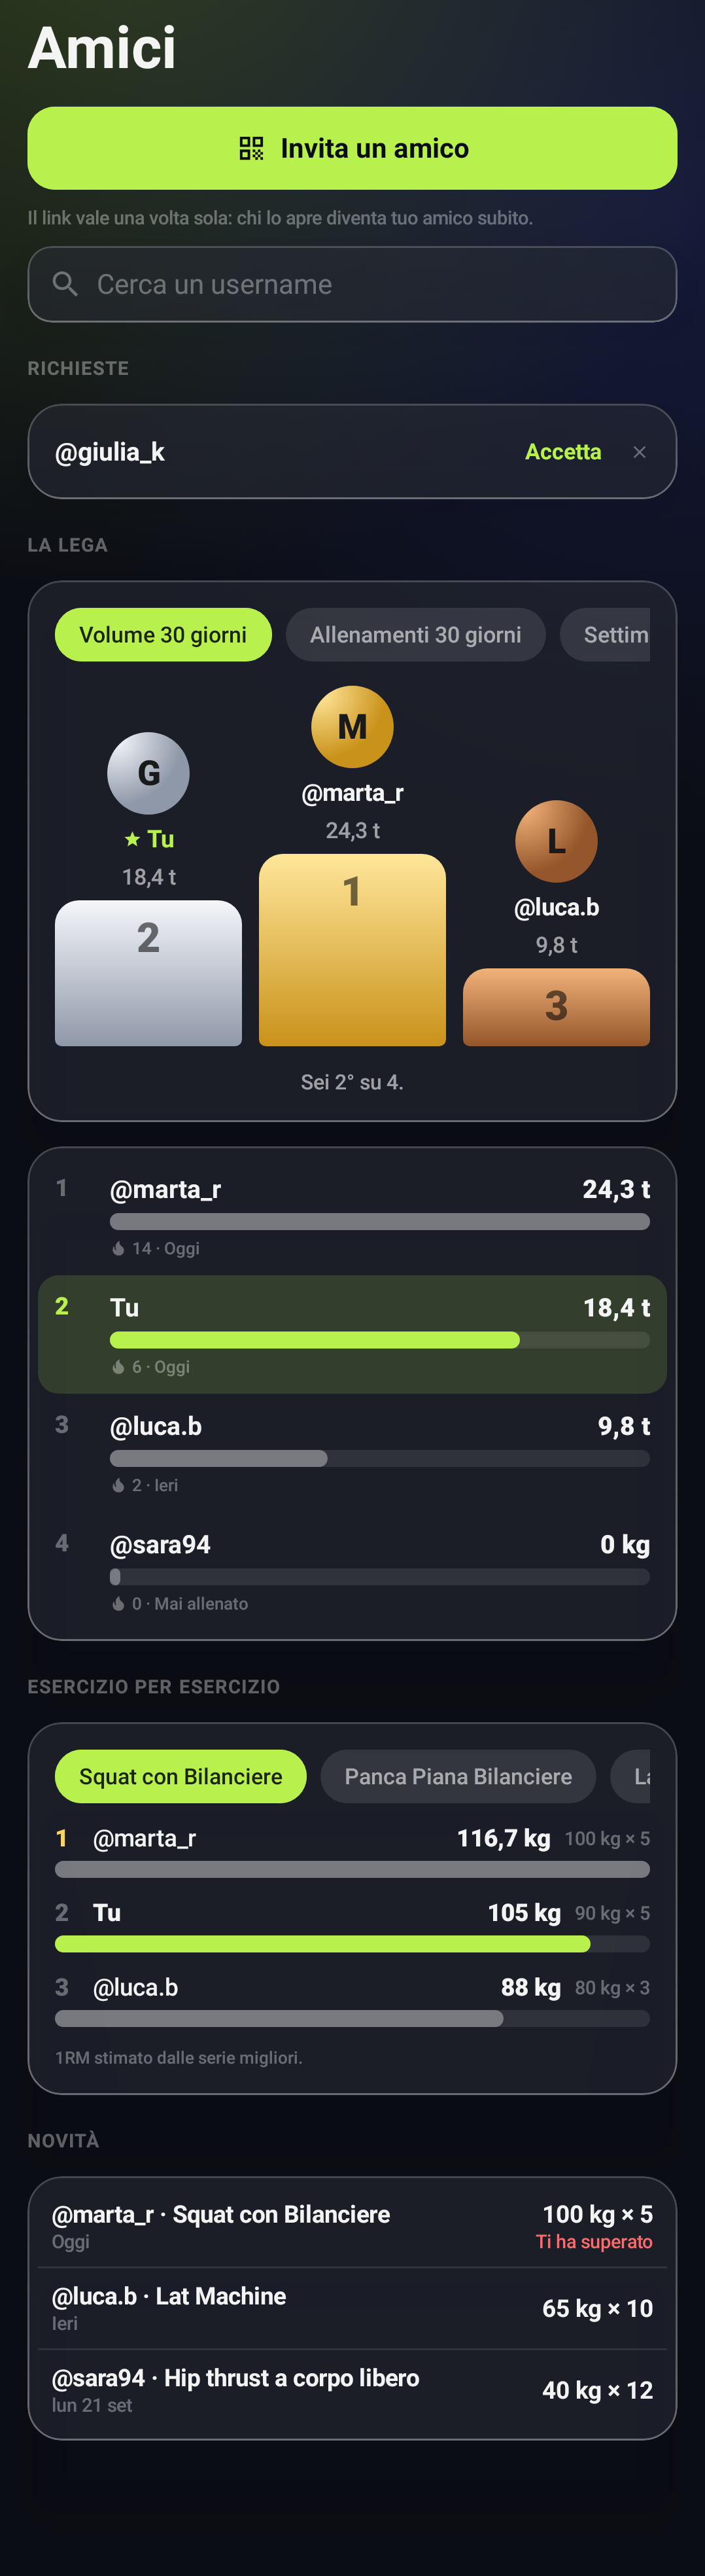 Amici
Invita un amico
Il link vale una volta sola: chi lo apre diventa tuo amico subito.
Cerca un username
RICHIESTE
@giulia_k Accetta ×
LA LEGA
Volume 30 giorni Allenamenti 30 giorni Settim
M
@marta_r
24,3 t
1
G
★ Tu
18,4 t
2
L
@luca.b
9,8 t
3
Sei 2° su 4.
1 @marta_r 24,3 t
14 · Oggi
2 Tu 18,4 t
6 · Oggi
3 @luca.b 9,8 t
2 · Ieri
4 @sara94 0 kg
0 · Mai allenato
ESERCIZIO PER ESERCIZIO
Squat con Bilanciere Panca Piana Bilanciere La
1 @marta_r 116,7 kg 100 kg × 5
2 Tu 105 kg 90 kg × 5
3 @luca.b 88 kg 80 kg × 3
1RM stimato dalle serie migliori.
NOVITÀ
@marta_r · Squat con Bilanciere 100 kg × 5
Oggi Ti ha superato
@luca.b · Lat Machine 65 kg × 10
Ieri
@sara94 · Hip thrust a corpo libero 40 kg × 12
lun 21 set